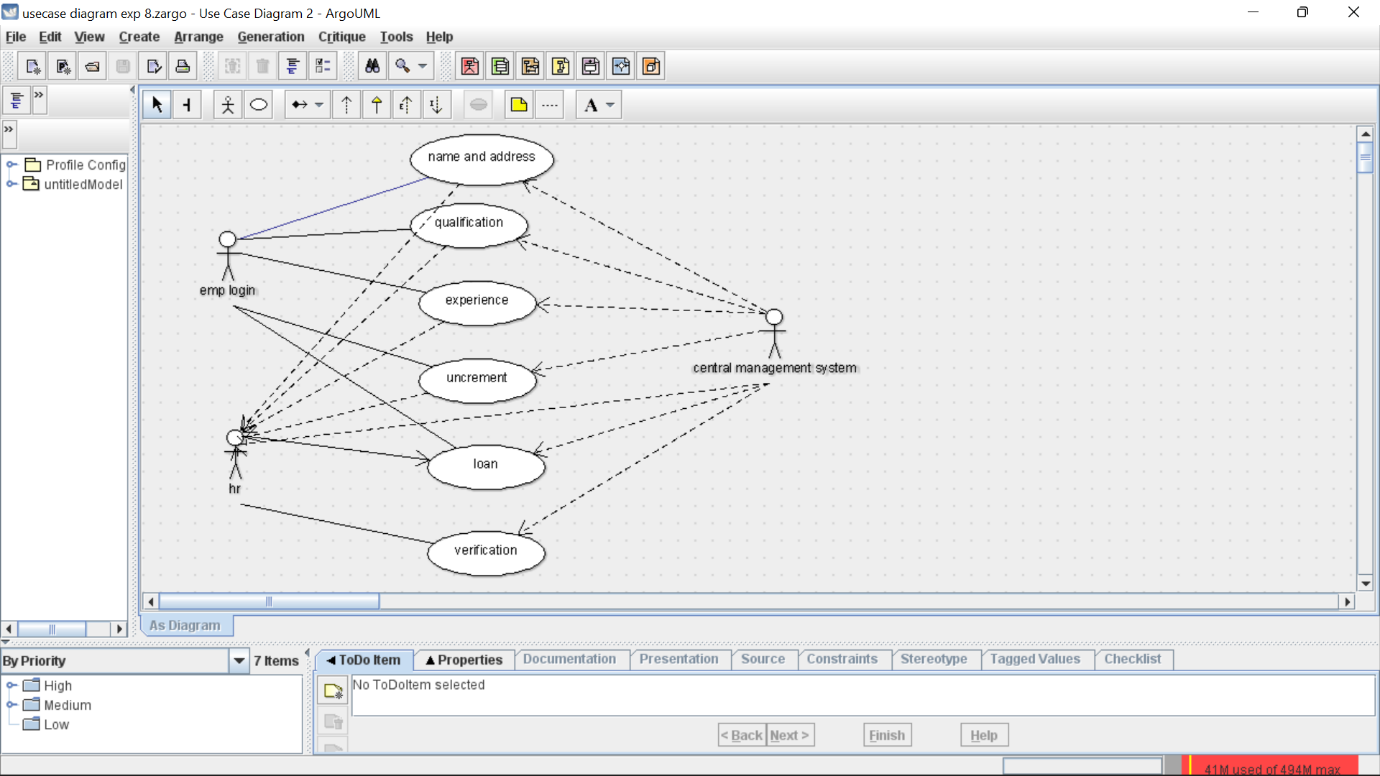 usecase diagram exp 8.zargo - Use Case Diagram 2 - ArgoUML
File Edit View Create Arrange Generation Critique Tools Help
A
Profile Config
untitledModel
name and address
qualification
emp login
experience
central management system
uncrement
loan
hr
verification
As Diagram
By Priority 7 Items
High
Medium
Low
ToDo Item Properties Documentation Presentation Source Constraints Stereotype Tagged Values Checklist
No ToDoItem selected
< Back Next > Finish Help
41M used of 494M max